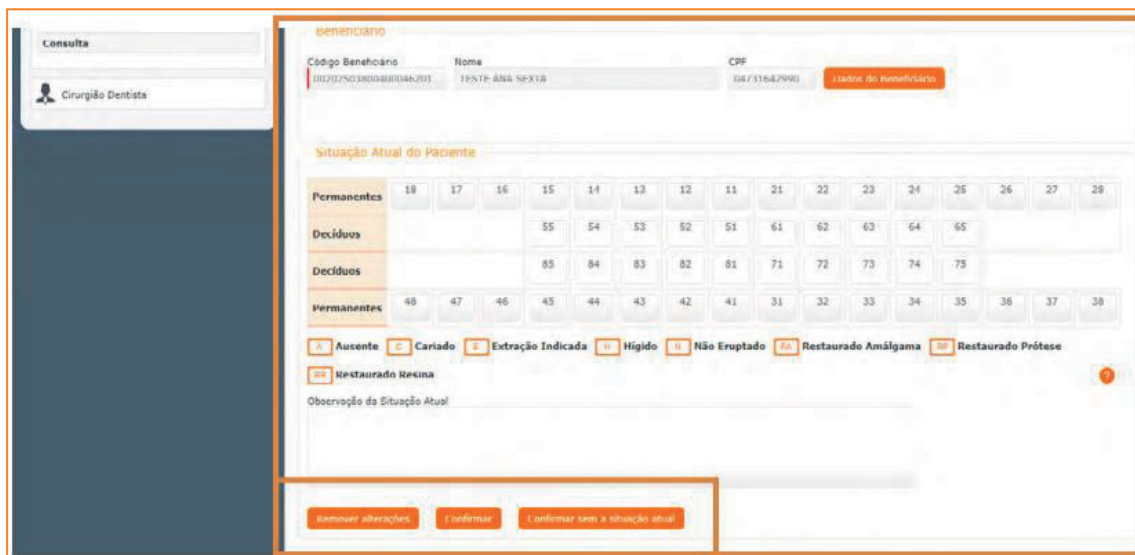 Consulta
Cirurgião Dentista
Beneficiário
Código Beneficiário Nome CPF
TESTE ANA SEXTA 04731642990 Dados do Beneficiário
Situação Atual do Paciente
Permanentes 18 17 16 15 14 13 12 11 21 22 23 24 25 26 27 28
Decíduos 55 54 53 52 51 61 62 63 64 65
Decíduos 85 84 83 82 81 71 72 73 74 75
Permanentes 48 47 46 45 44 43 42 41 31 32 33 34 35 36 37 38
A Ausente C Cariado E Extração Indicada H Hígido N Não Eruptado RA Restaurado Amálgama RP Restaurado Prótese
RR Restaurado Resina ?
Observação da Situação Atual
Remover alterações Confirmar Confirmar sem a situação atual